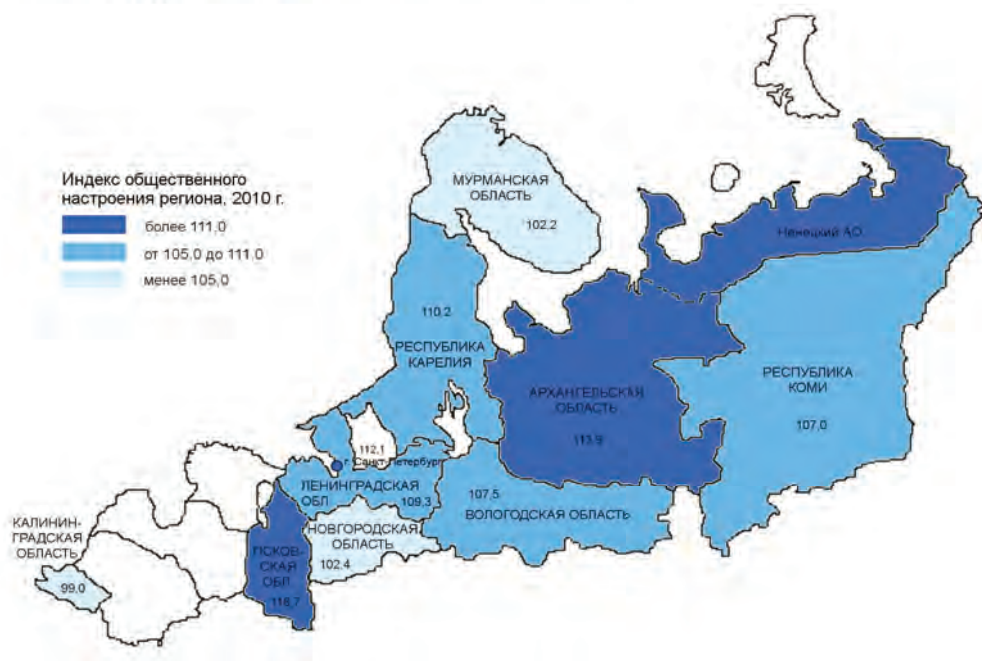 Индекс общественного
настроения региона, 2010 г.
более 111,0
от 105,0 до 111,0
менее 105,0
МУРМАНСКАЯ
ОБЛАСТЬ
102,2
Ненецкий АО
110,2
РЕСПУБЛИКА
КАРЕЛИЯ
АРХАНГЕЛЬСКАЯ
ОБЛАСТЬ
113,9
РЕСПУБЛИКА
КОМИ
107,0
112,1
г. Санкт-Петербург
ЛЕНИНГРАДСКАЯ
ОБЛ.
109,3
107,5
ВОЛОГОДСКАЯ ОБЛАСТЬ
НОВГОРОДСКАЯ
ОБЛАСТЬ
102,4
ПСКОВ-
СКАЯ
ОБЛ.
118,7
КАЛИНИН-
ГРАДСКАЯ
ОБЛАСТЬ
99,0